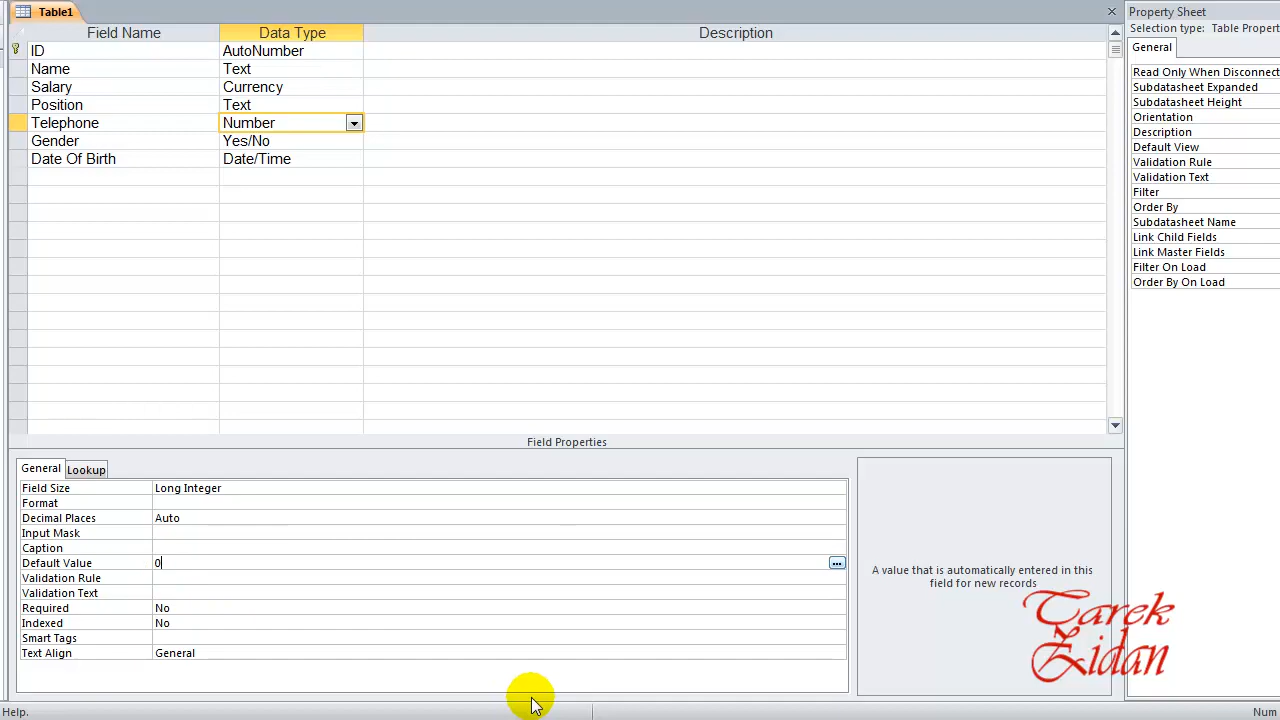 Table1
Property Sheet
Selection type: Table Propert
General
Field Name Data Type Description
ID AutoNumber
Name Text
Salary Currency
Position Text
Telephone Number
Gender Yes/No
Date Of Birth Date/Time
Read Only When Disconnect
Subdatasheet Expanded
Subdatasheet Height
Orientation
Description
Default View
Validation Rule
Validation Text
Filter
Order By
Subdatasheet Name
Link Child Fields
Link Master Fields
Filter On Load
Order By On Load
Field Properties
General Lookup
Field Size Long Integer
Format
Decimal Places Auto
Input Mask
Caption
Default Value 0
Validation Rule
Validation Text
Required No
Indexed No
Smart Tags
Text Align General
A value that is automatically entered in this
field for new records
Tarek
Zidan
Help.
Num